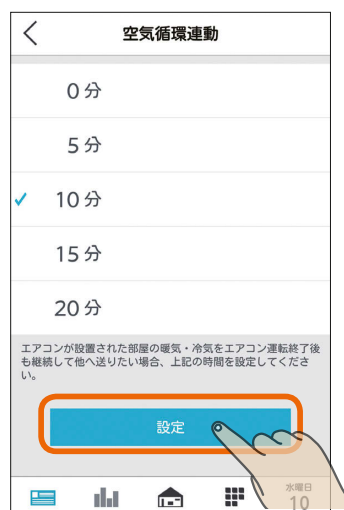 空気循環連動
0分
5分
10分
15分
20分
エアコンが設置された部屋の暖気・冷気をエアコン運転終了後
も継続して他へ送りたい場合、上記の時間を設定してくださ
い。
設定
水曜日
10